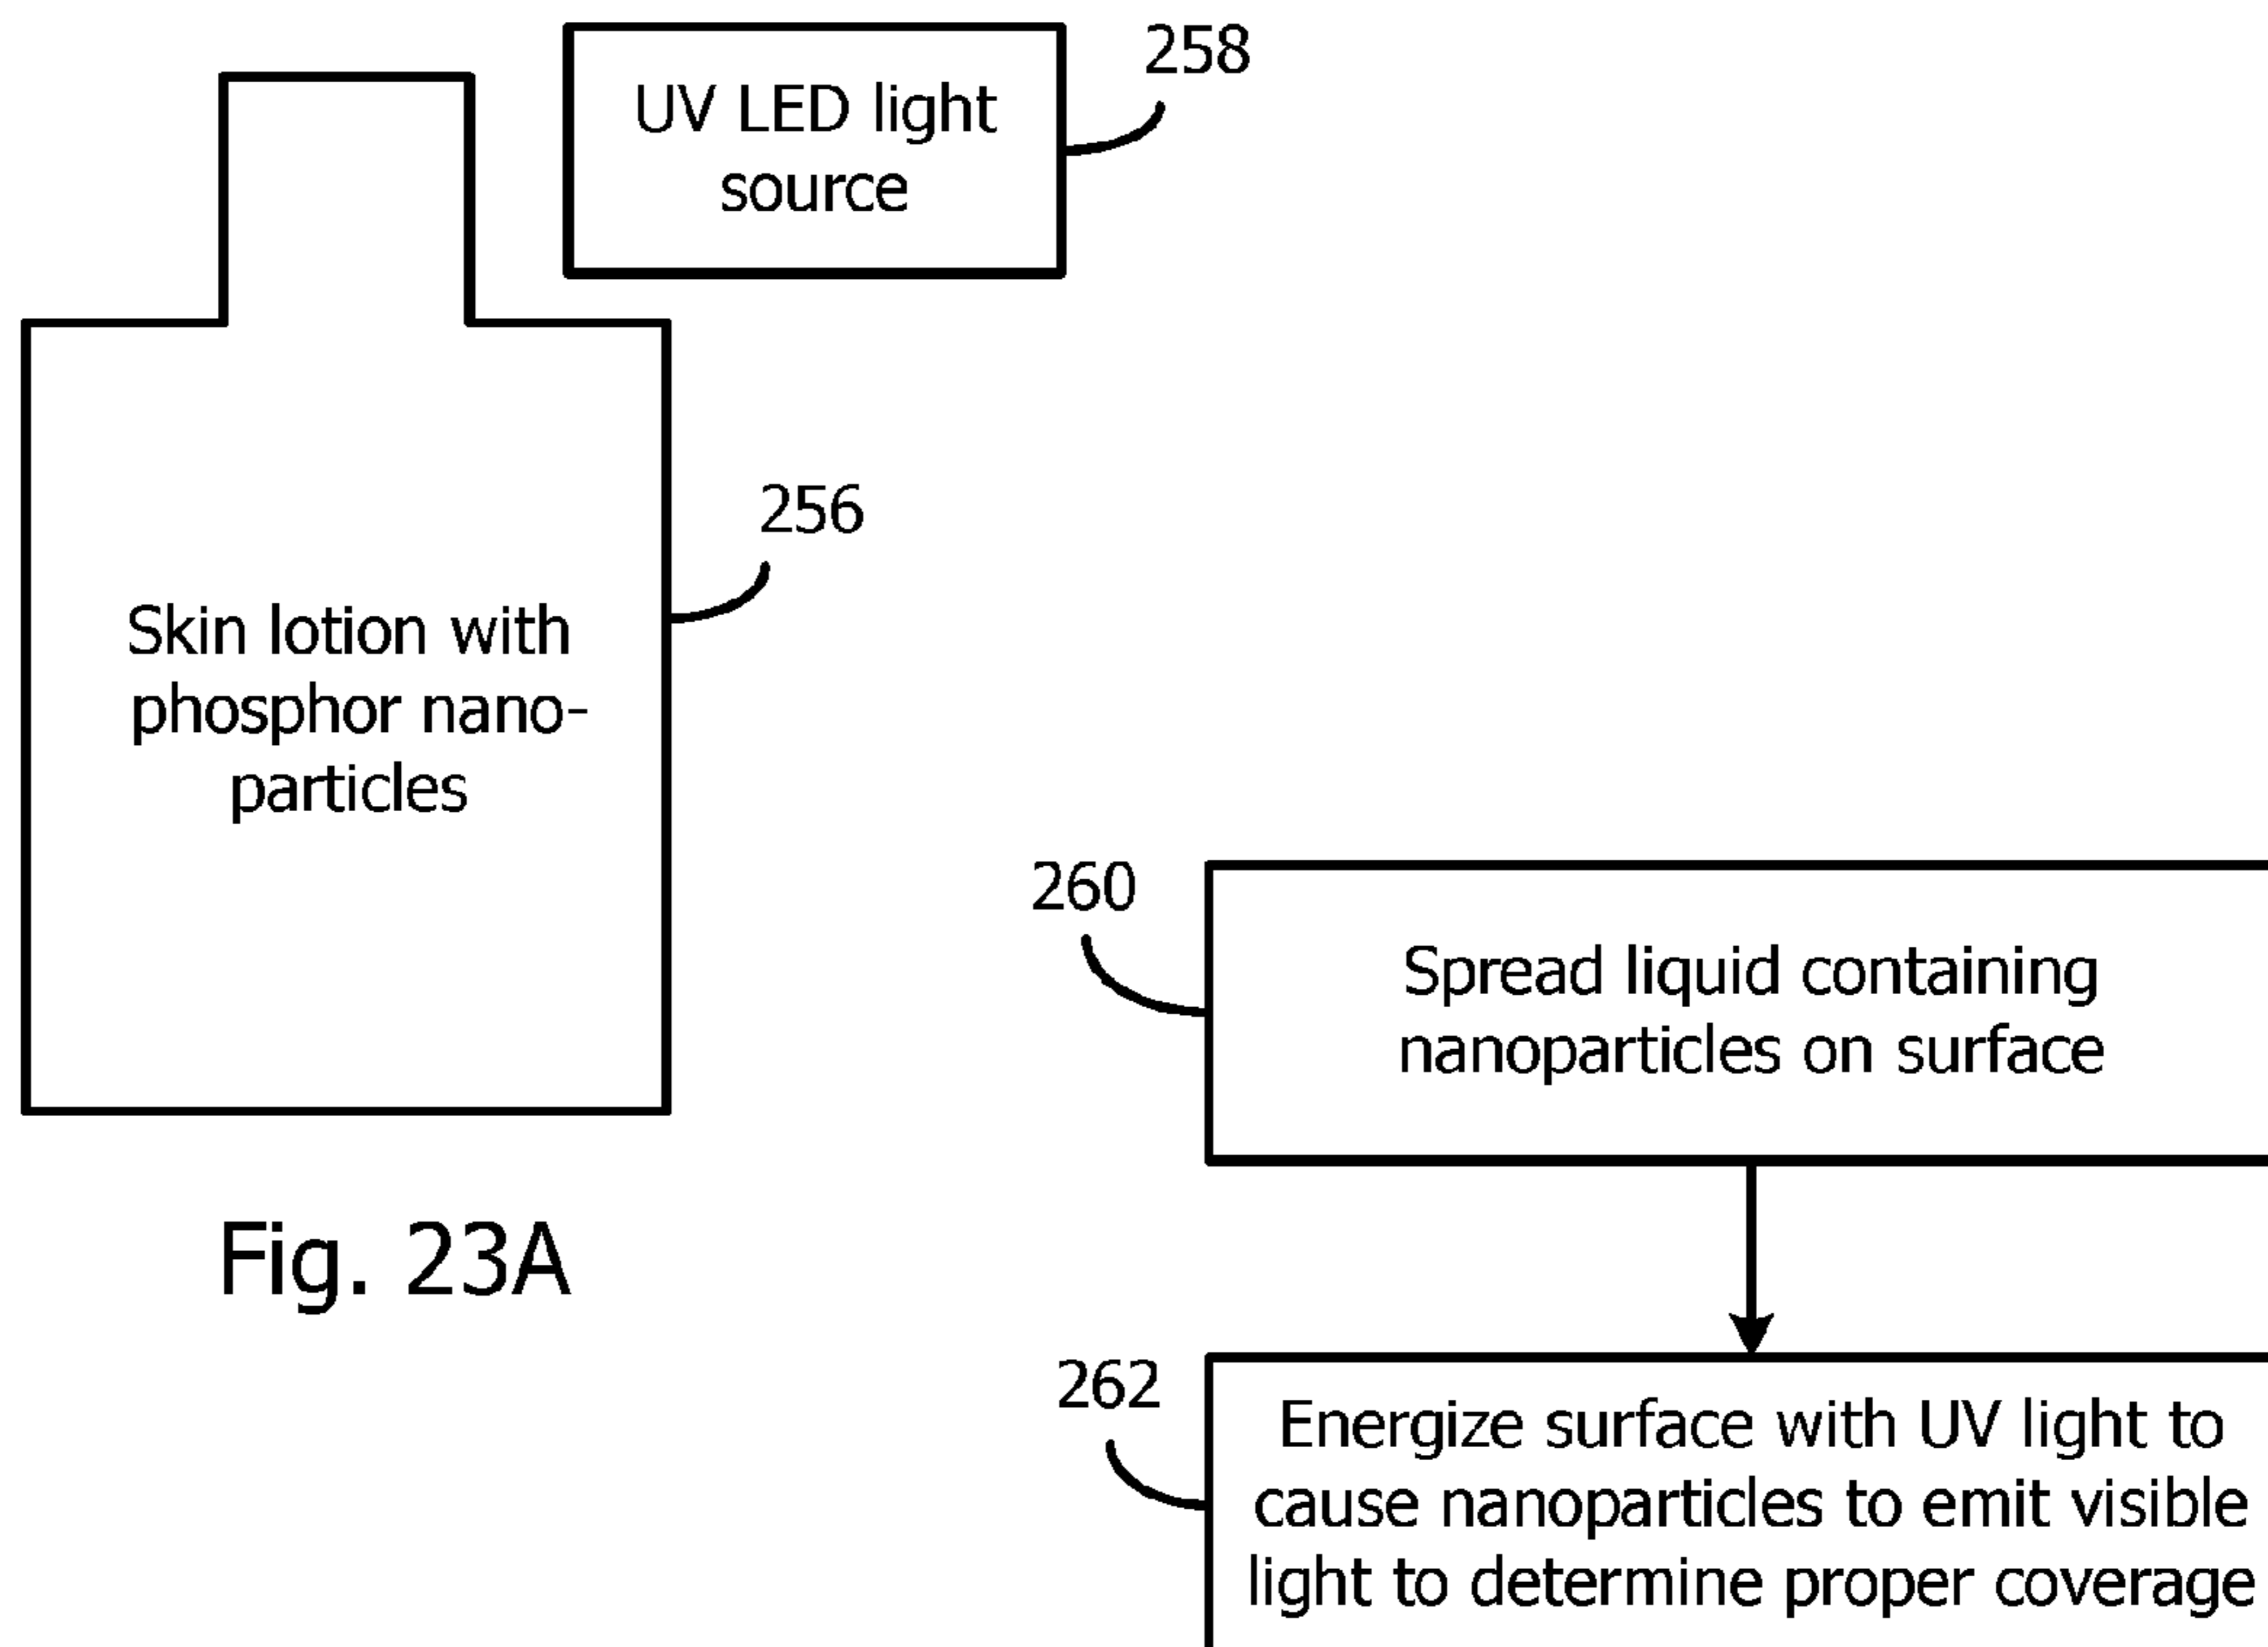 258
UV LED light
source
256
Skin lotion with
phosphor nano-
particles
Fig. 23A
260
Spread liquid containing
nanoparticles on surface
262
Energize surface with UV light to
cause nanoparticles to emit visible
light to determine proper coverage